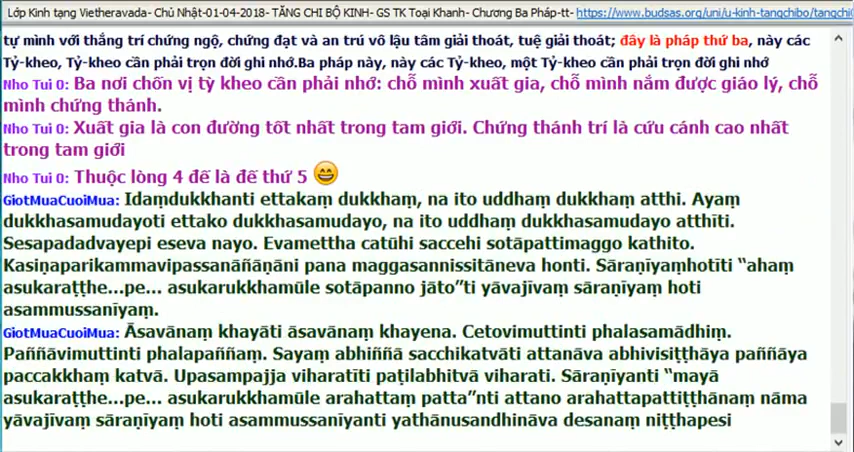 Lớp Kinh tạng Vietheravada- Chủ Nhật-01-04-2018- TĂNG CHI BỘ KINH- GS TK Toại Khanh- Chương Ba Pháp-tt- https://www.budsas.org/uni/u-kinh-tangchibo/tangchi
tự mình với thắng trí chứng ngộ, chứng đạt và an trú vô lậu tâm giải thoát, tuệ giải thoát; đây là pháp thứ ba, này các
Tỷ-kheo, Tỷ-kheo cần phải trọn đời ghi nhớ.Ba pháp này, này các Tỷ-kheo, một Tỷ-kheo cần phải trọn đời ghi nhớ
Nho Tui 0: Ba nơi chốn vị tỳ kheo cần phải nhớ: chỗ mình xuất gia, chỗ mình nắm được giáo lý, chỗ
mình chứng thánh.
Nho Tui 0: Xuất gia là con đường tốt nhất trong tam giới. Chứng thánh trí là cứu cánh cao nhất
trong tam giới
Nho Tui 0: Thuộc lòng 4 đế là đế thứ 5
GiotMuaCuoiMua: Idaṃdukkhanti ettakaṃ dukkhaṃ, na ito uddhaṃ dukkhaṃ atthi. Ayaṃ
dukkhasamudayoti ettako dukkhasamudayo, na ito uddhaṃ dukkhasamudayo atthīti.
Sesapadadvayepi eseva nayo. Evamettha catūhi saccehi sotāpattimaggo kathito.
Kasiṇaparikammavipassanāñāṇāni pana maggasannissitāneva honti. Sāraṇīyaṃhotīti “ahaṃ
asukaraṭṭhe…pe… asukarukkhamūle sotāpanno jāto”ti yāvajīvaṃ sāraṇīyaṃ hoti
asammussanīyaṃ.
GiotMuaCuoiMua: Āsavānaṃ khayāti āsavānaṃ khayena. Cetovimuttinti phalasamādhiṃ.
Paññāvimuttinti phalapaññaṃ. Sayaṃ abhiññā sacchikatvāti attanāva abhivisiṭṭhāya paññāya
paccakkhaṃ katvā. Upasampajja viharatīti paṭilabhitvā viharati. Sāraṇīyanti “mayā
asukaraṭṭhe…pe… asukarukkhamūle arahattaṃ patta”nti attano arahattapattiṭṭhānaṃ nāma
yāvajīvaṃ sāraṇīyaṃ hoti asammussanīyanti yathānusandhināva desanaṃ niṭṭhapesi